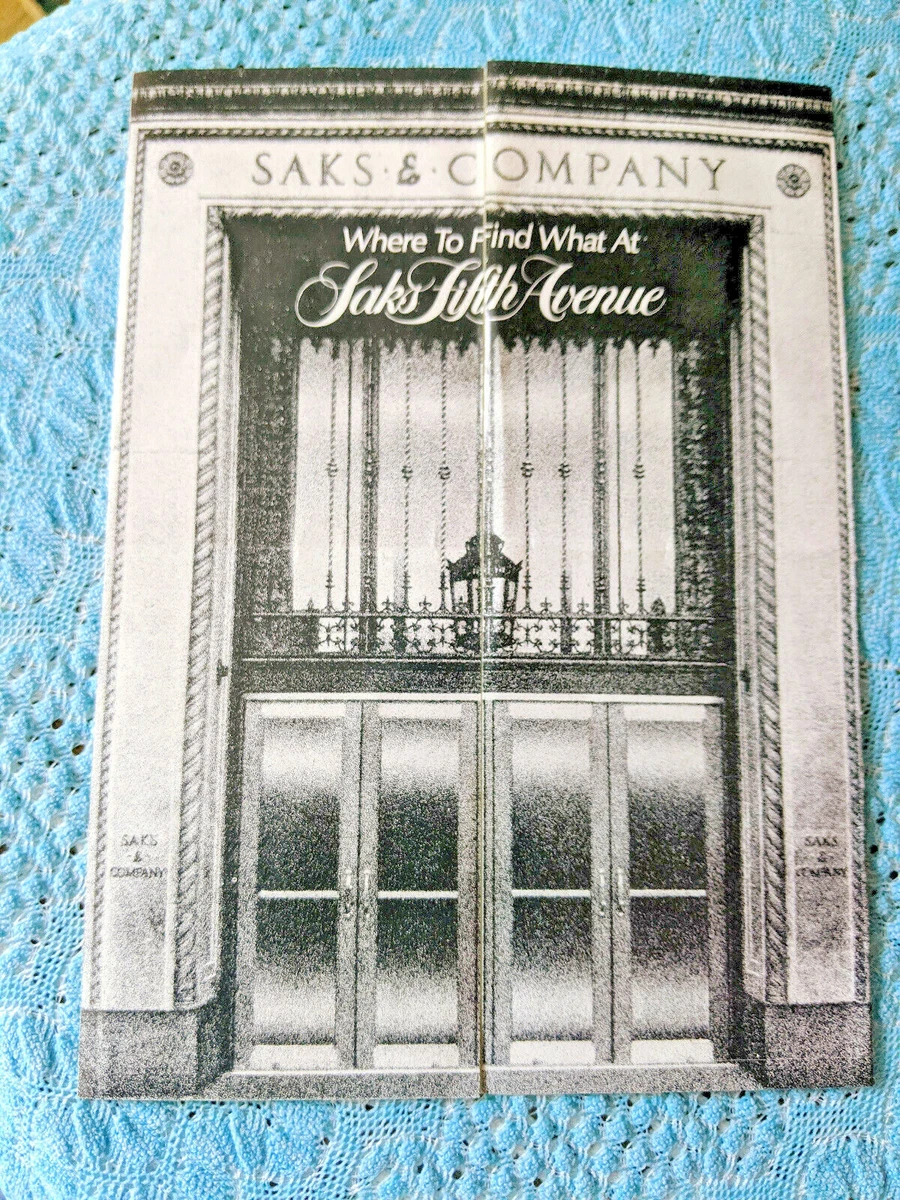 SAKS · & · COMPANY
Where To Find What At
Saks Fifth Avenue
SAKS
&
COMPANY
SAKS
&
COMPANY